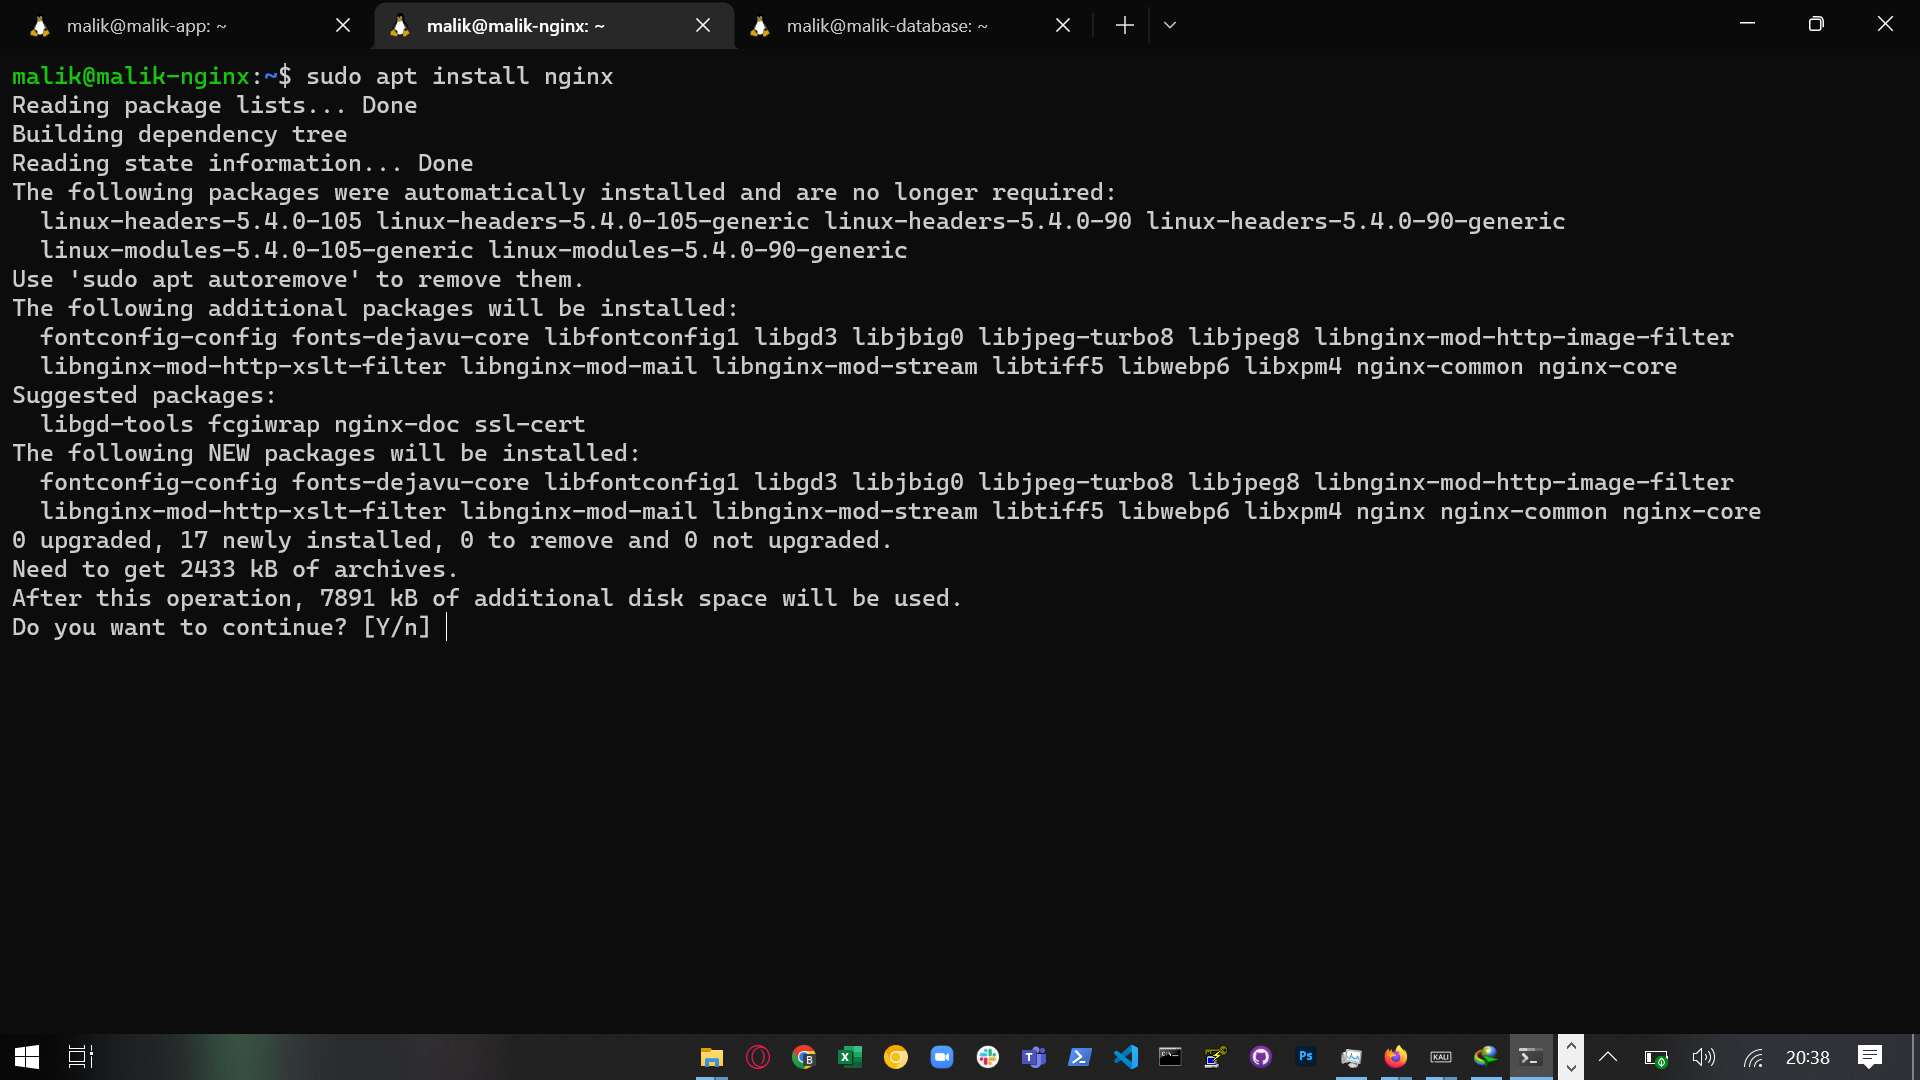 malik@malik-app: ~
malik@malik-nginx: ~
malik@malik-database: ~
malik@malik-nginx:~$ sudo apt install nginx
Reading package lists... Done
Building dependency tree
Reading state information... Done
The following packages were automatically installed and are no longer required:
  linux-headers-5.4.0-105 linux-headers-5.4.0-105-generic linux-headers-5.4.0-90 linux-headers-5.4.0-90-generic
  linux-modules-5.4.0-105-generic linux-modules-5.4.0-90-generic
Use 'sudo apt autoremove' to remove them.
The following additional packages will be installed:
  fontconfig-config fonts-dejavu-core libfontconfig1 libgd3 libjbig0 libjpeg-turbo8 libjpeg8 libnginx-mod-http-image-filter
  libnginx-mod-http-xslt-filter libnginx-mod-mail libnginx-mod-stream libtiff5 libwebp6 libxpm4 nginx-common nginx-core
Suggested packages:
  libgd-tools fcgiwrap nginx-doc ssl-cert
The following NEW packages will be installed:
  fontconfig-config fonts-dejavu-core libfontconfig1 libgd3 libjbig0 libjpeg-turbo8 libjpeg8 libnginx-mod-http-image-filter
  libnginx-mod-http-xslt-filter libnginx-mod-mail libnginx-mod-stream libtiff5 libwebp6 libxpm4 nginx nginx-common nginx-core
0 upgraded, 17 newly installed, 0 to remove and 0 not upgraded.
Need to get 2433 kB of archives.
After this operation, 7891 kB of additional disk space will be used.
Do you want to continue? [Y/n]
Ps
KALI
20:38